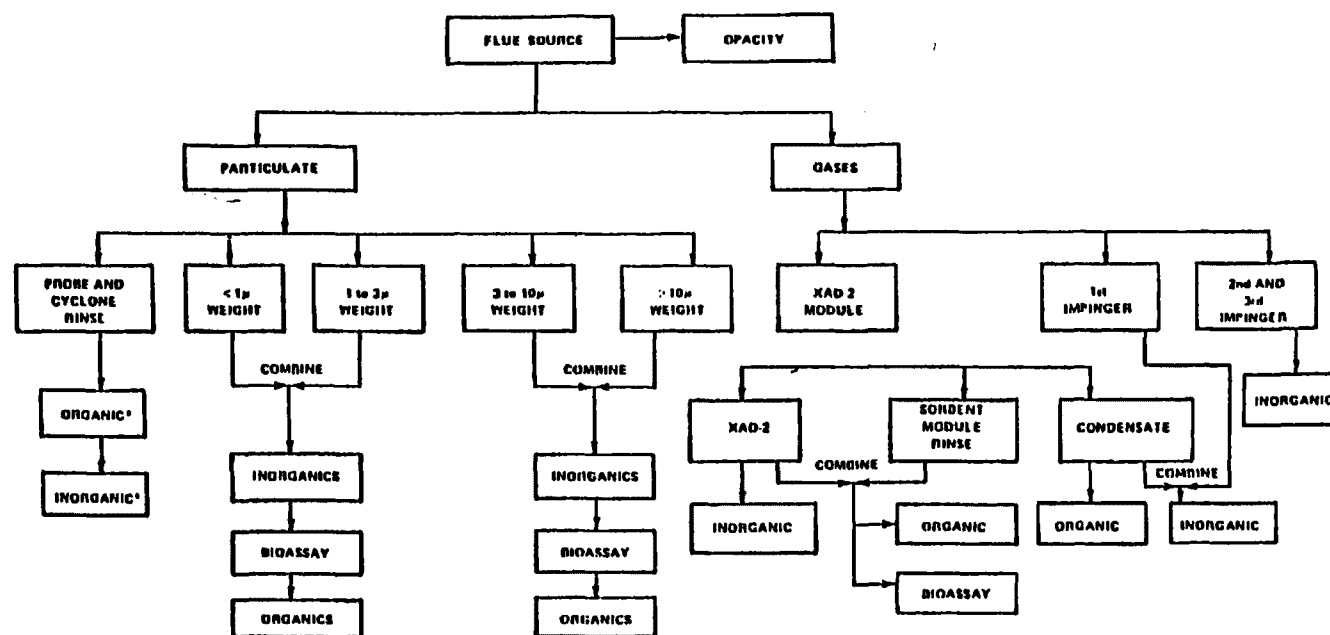 FLUE SOURCE
OPACITY
PARTICULATE
GASES
PROBE AND
CYCLONE
RINSE
< 1µ
WEIGHT
1 to 3µ
WEIGHT
3 to 10µ
WEIGHT
> 10µ
WEIGHT
XAD 2
MODULE
1st
IMPINGER
2nd AND
3rd
IMPINGER
COMBINE
COMBINE
ORGANIC*
XAD-2
SORBENT
MODULE
RINSE
CONDENSATE
INORGANIC
INORGANICS
INORGANICS
COMBINE
COMBINE
INORGANIC*
INORGANIC
ORGANIC
ORGANIC
INORGANIC
BIOASSAY
BIOASSAY
BIOASSAY
ORGANICS
ORGANICS